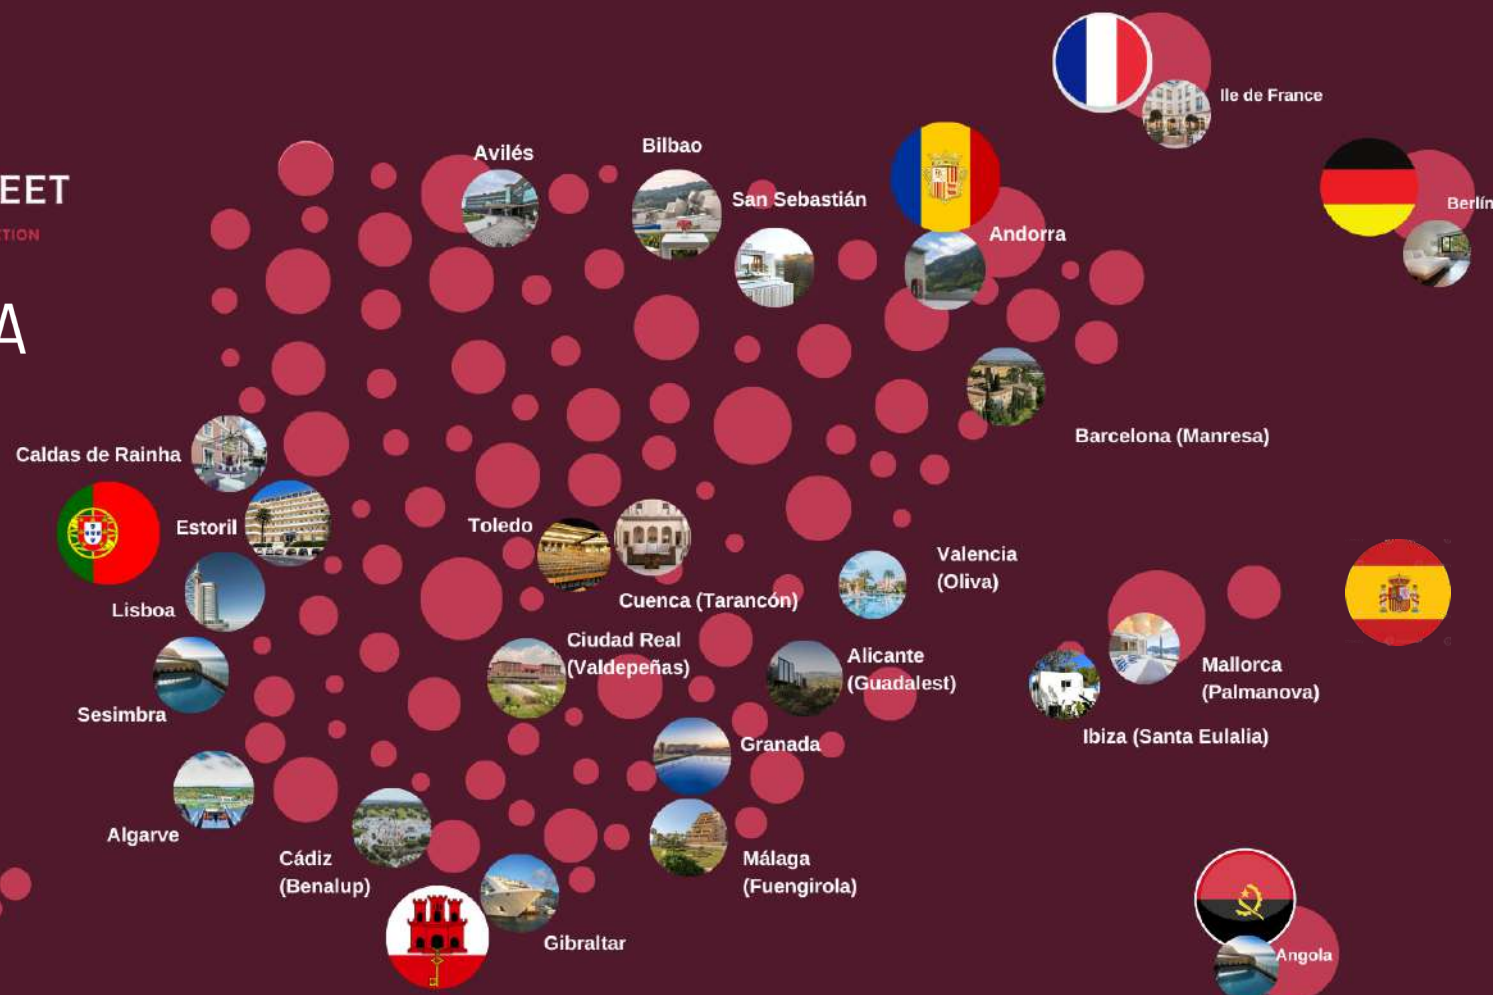 EET
TION
A
Ile de France
Avilés
Bilbao
San Sebastián
Berlín
Andorra
Barcelona (Manresa)
Caldas de Rainha
Estoril
Toledo
Valencia
(Oliva)
Cuenca (Tarancón)
Lisboa
Ciudad Real
(Valdepeñas)
Alicante
(Guadalest)
Mallorca
(Palmanova)
Sesimbra
Ibiza (Santa Eulalia)
Granada
Algarve
Cádiz
(Benalup)
Málaga
(Fuengirola)
Gibraltar
Angola